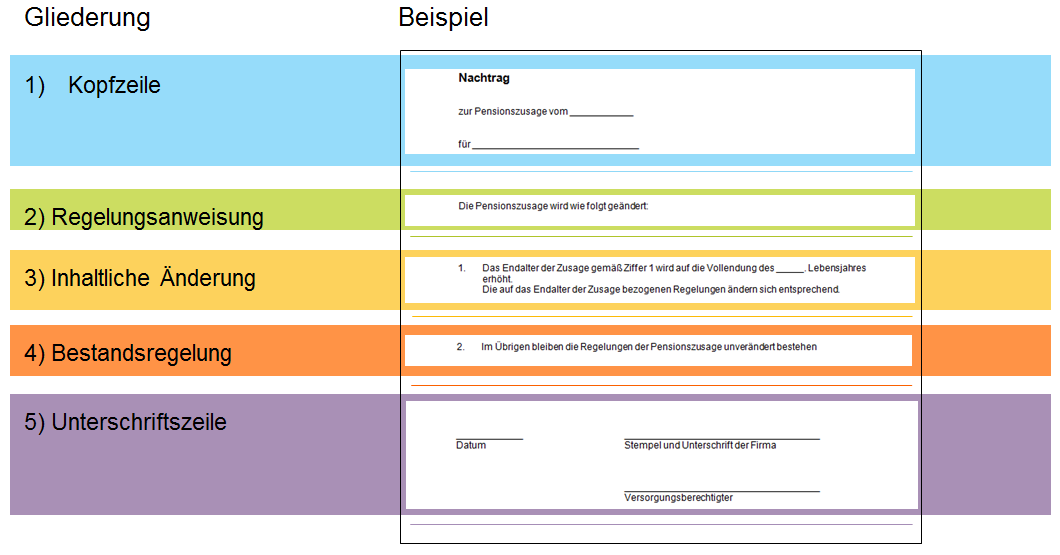 Gliederung Beispiel
1) Kopfzeile
Nachtrag
zur Pensionszusage vom ____________
für ______________________________
2) Regelungsanweisung
Die Pensionszusage wird wie folgt geändert:
3) Inhaltliche Änderung
1. Das Endalter der Zusage gemäß Ziffer 1 wird auf die Vollendung des _____. Lebensjahres
erhöht.
Die auf das Endalter der Zusage bezogenen Regelungen ändern sich entsprechend.
4) Bestandsregelung
2. Im Übrigen bleiben die Regelungen der Pensionszusage unverändert bestehen
5) Unterschriftszeile
Datum Stempel und Unterschrift der Firma
Versorgungsberechtigter